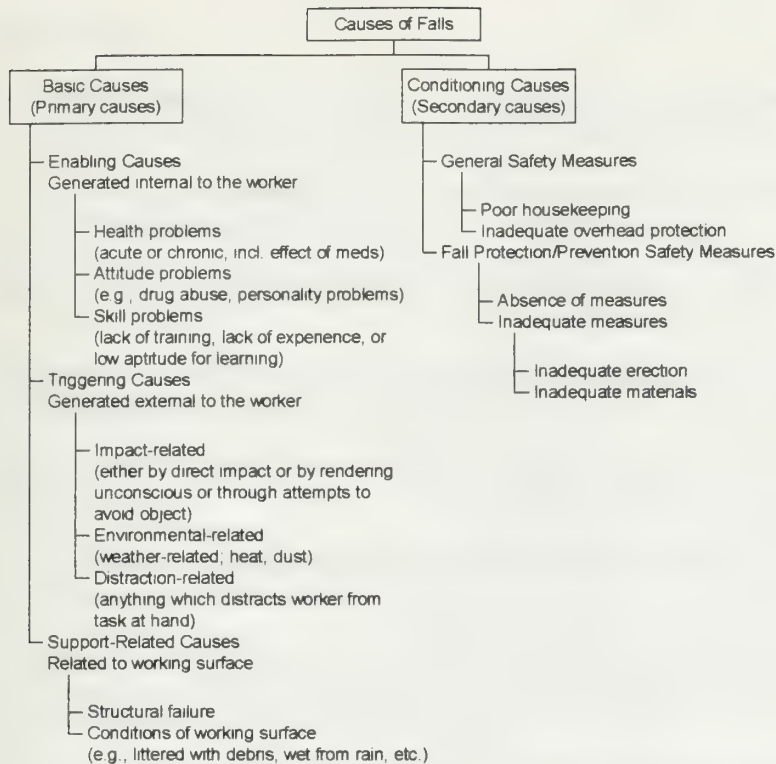 Causes of Falls
Basic Causes
(Primary causes)
Enabling Causes
Generated internal to the worker
Health problems
(acute or chronic, incl. effect of meds)
Attitude problems
(e.g., drug abuse, personality problems)
Skill problems
(lack of training, lack of experience, or
low aptitude for learning)
Triggering Causes
Generated external to the worker
Impact-related
(either by direct impact or by rendering
unconscious or through attempts to
avoid object)
Environmental-related
(weather-related; heat, dust)
Distraction-related
(anything which distracts worker from
task at hand)
Support-Related Causes
Related to working surface
Structural failure
Conditions of working surface
(e.g., littered with debris, wet from rain, etc.)
Conditioning Causes
(Secondary causes)
General Safety Measures
Poor housekeeping
Inadequate overhead protection
Fall Protection/Prevention Safety Measures
Absence of measures
Inadequate measures
Inadequate erection
Inadequate materials